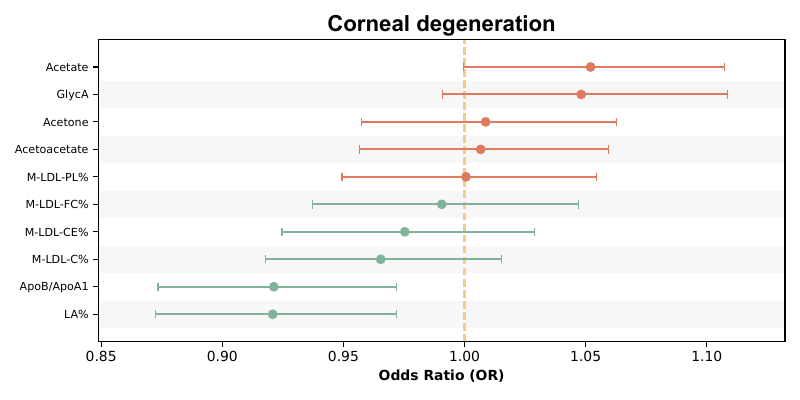 Corneal degeneration
Acetate
GlycA
Acetone
Acetoacetate
M-LDL-PL%
M-LDL-FC%
M-LDL-CE%
M-LDL-C%
ApoB/ApoA1
LA%
0.85 0.90 0.95 1.00 1.05 1.10
Odds Ratio (OR)